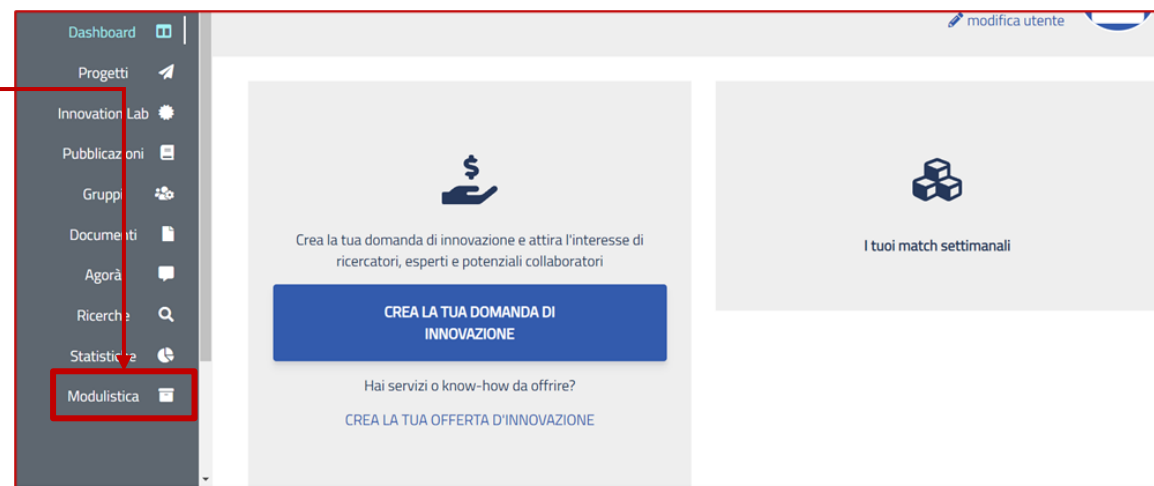 Dashboard
modifica utente
Progetti
Innovation Lab
Pubblicazioni
Gruppi
Documenti
Agorà
Ricerche
Statistiche
Modulistica
$
Crea la tua domanda di innovazione e attira l'interesse di
ricercatori, esperti e potenziali collaboratori
CREA LA TUA DOMANDA DI
INNOVAZIONE
Hai servizi o know-how da offrire?
CREA LA TUA OFFERTA D'INNOVAZIONE
I tuoi match settimanali